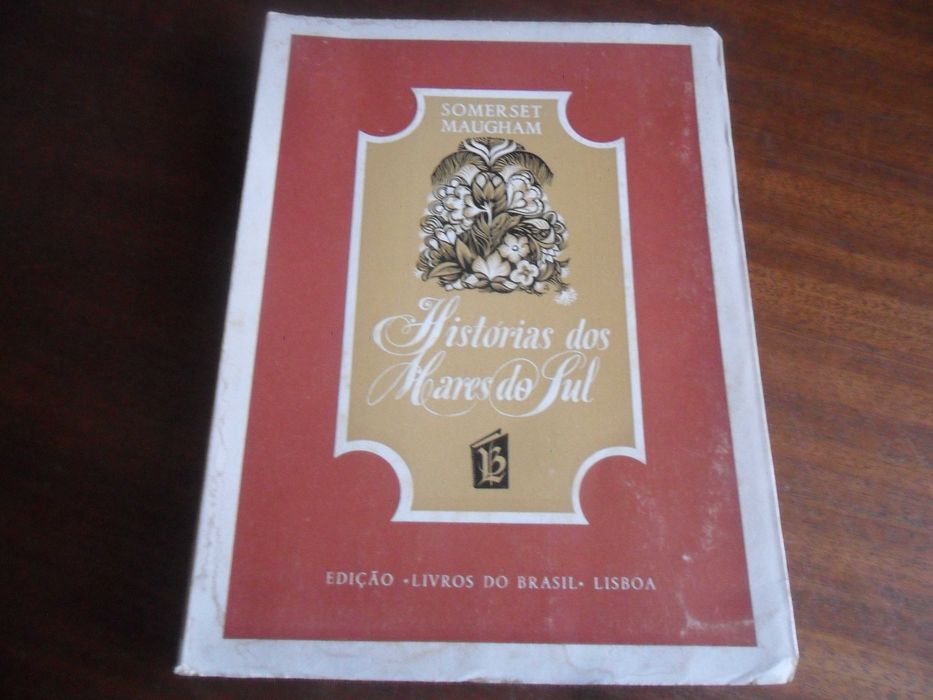 SOMERSET
MAUGHAM
Histórias dos
Mares do Sul
LB
EDIÇÃO •LIVROS DO BRASIL• LISBOA